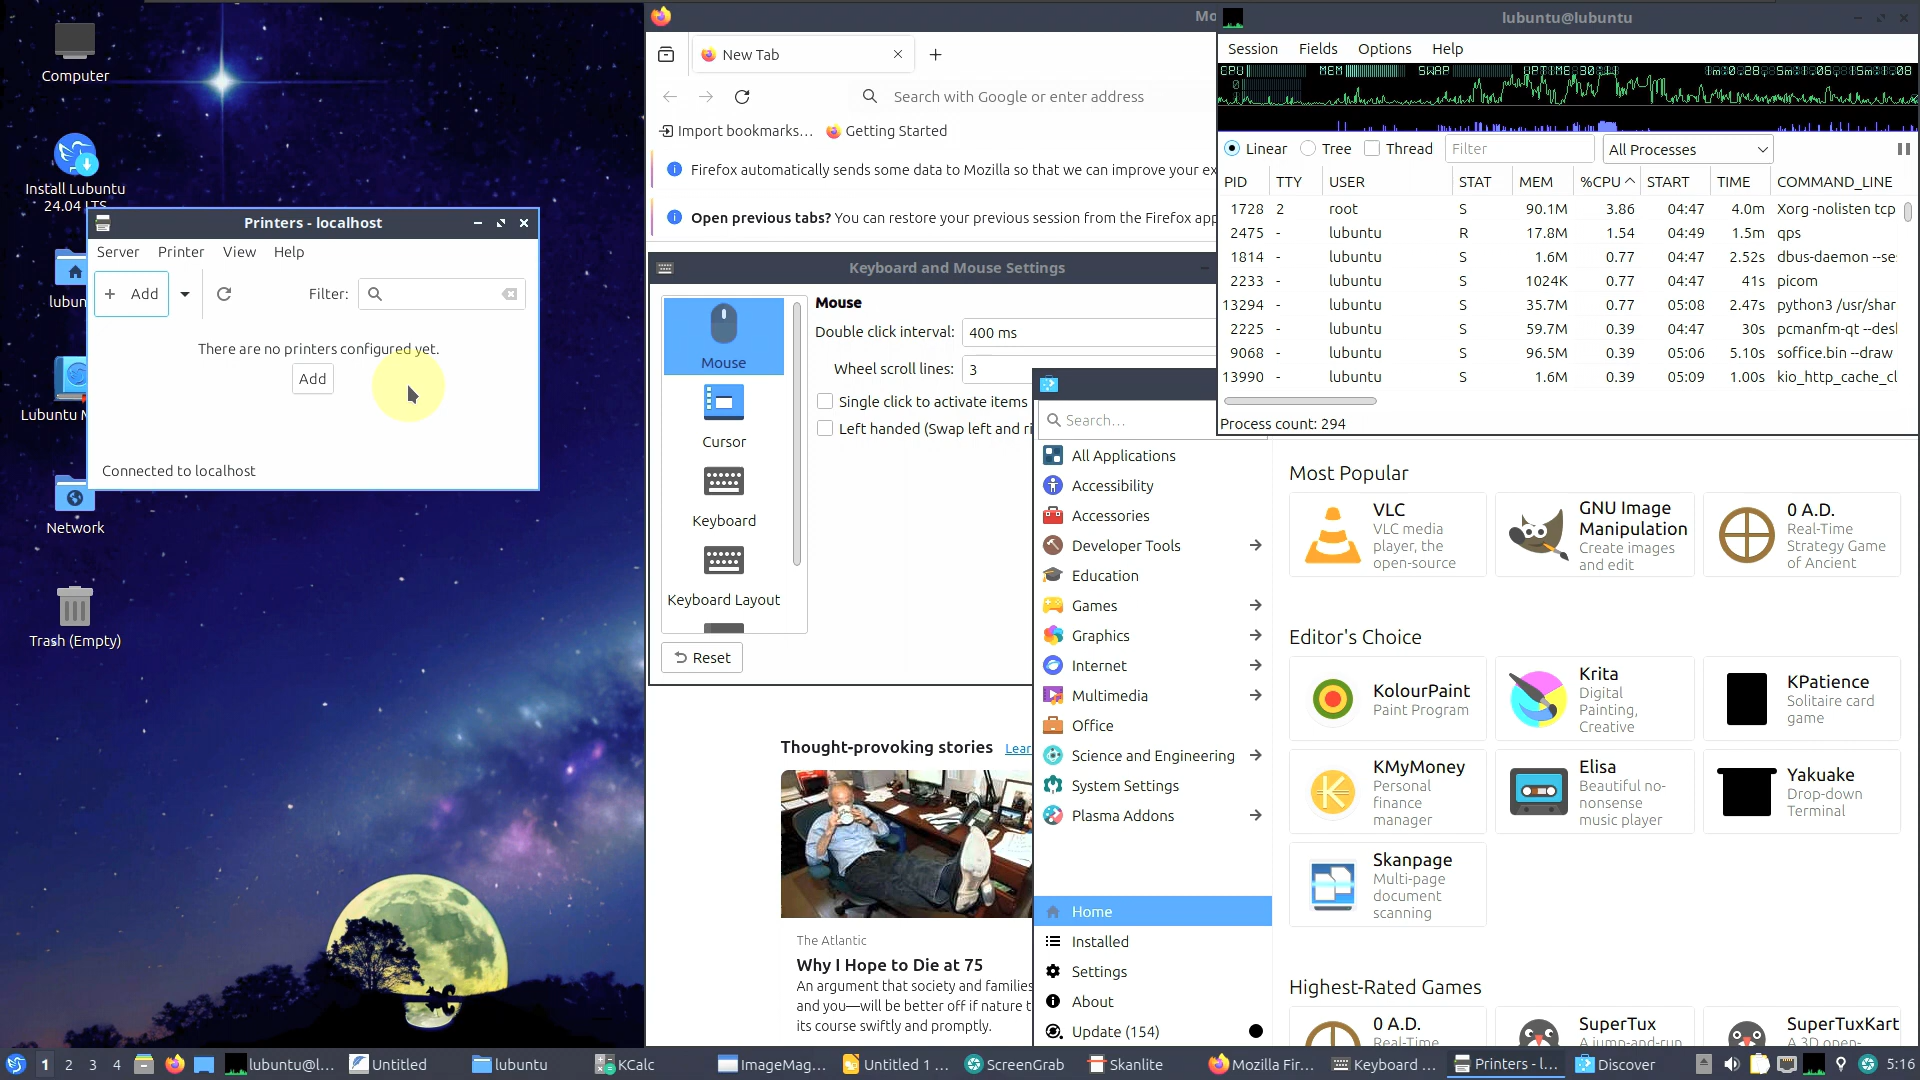 Computer
Install Lubuntu
24.04 LTS
lubun
Lubuntu M
Network
Trash (Empty)
Printers - localhost
Server Printer View Help
Add
Filter:
There are no printers configured yet.
Add
Connected to localhost
Mo
New Tab
Search with Google or enter address
Import bookmarks...
Getting Started
Firefox automatically sends some data to Mozilla so that we can improve your ex
Open previous tabs? You can restore your previous session from the Firefox app
Keyboard and Mouse Settings
Mouse
Cursor
Keyboard
Keyboard Layout
Reset
Mouse
Double click interval: 400 ms
Wheel scroll lines: 3
Single click to activate items
Left handed (Swap left and ri
Thought-provoking stories Lear
The Atlantic
Why I Hope to Die at 75
An argument that society and families
and you—will be better off if nature t
its course swiftly and promptly.
lubuntu@lubuntu
Session Fields Options Help
CPU MEM SWAP UPTIME
Linear Tree Thread Filter All Processes
PID TTY USER STAT MEM %CPU START TIME COMMAND_LINE
1728 2 root S 90.1M 3.86 04:47 4.0m Xorg -nolisten tcp
2475 - lubuntu R 17.8M 1.54 04:49 1.5m qps
1814 - lubuntu S 1.6M 0.77 04:47 2.52s dbus-daemon --se
2233 - lubuntu S 1024K 0.77 04:47 41s picom
13294 - lubuntu S 35.7M 0.77 05:08 2.47s python3 /usr/shar
2225 - lubuntu S 59.7M 0.39 04:47 30s pcmanfm-qt --desl
9068 - lubuntu S 96.5M 0.39 05:06 5.10s soffice.bin --draw
13990 - lubuntu S 1.6M 0.39 05:09 1.00s kio_http_cache_cl
Process count: 294
Search...
All Applications
Accessibility
Accessories
Developer Tools
Education
Games
Graphics
Internet
Multimedia
Office
Science and Engineering
System Settings
Plasma Addons
Home
Installed
Settings
About
Update (154)
Most Popular
VLC
VLC media
player, the
open-source
GNU Image
Manipulation
Create images
and edit
0 A.D.
Real-Time
Strategy Game
of Ancient
Editor's Choice
KolourPaint
Paint Program
Krita
Digital
Painting,
Creative
KPatience
Solitaire card
game
KMyMoney
Personal
finance
manager
Elisa
Beautiful no-
nonsense
music player
Yakuake
Drop-down
Terminal
Skanpage
Multi-page
document
scanning
Highest-Rated Games
0 A.D.
Real-Time
SuperTux
A jump-and-run
SuperTuxKart
A 3D open-
1 2 3 4 lubuntu@l... Untitled lubuntu KCalc ImageMag... Untitled 1 ... ScreenGrab Skanlite Mozilla Fir... Keyboard ... Printers - l... Discover 5:16